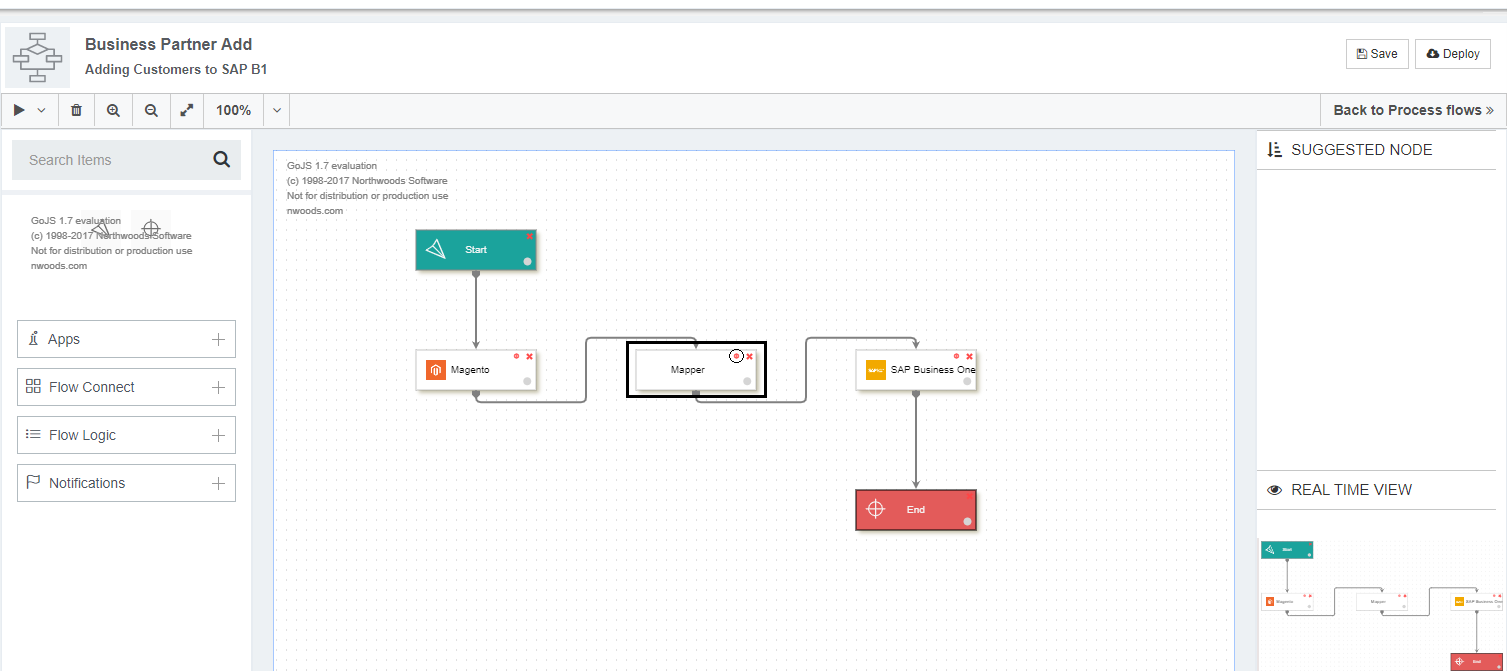 Business Partner Add
Adding Customers to SAP B1
Save
Deploy
100%
Back to Process flows »
Search Items
GoJS 1.7 evaluation
(c) 1998-2017 Northwoods Software
Not for distribution or production use
nwoods.com
Apps
Flow Connect
Flow Logic
Notifications
GoJS 1.7 evaluation
(c) 1998-2017 Northwoods Software
Not for distribution or production use
nwoods.com
Start
Magento
Mapper
SAP Business One
End
SUGGESTED NODE
REAL TIME VIEW
Start
Magento
Mapper
SAP Business One
End